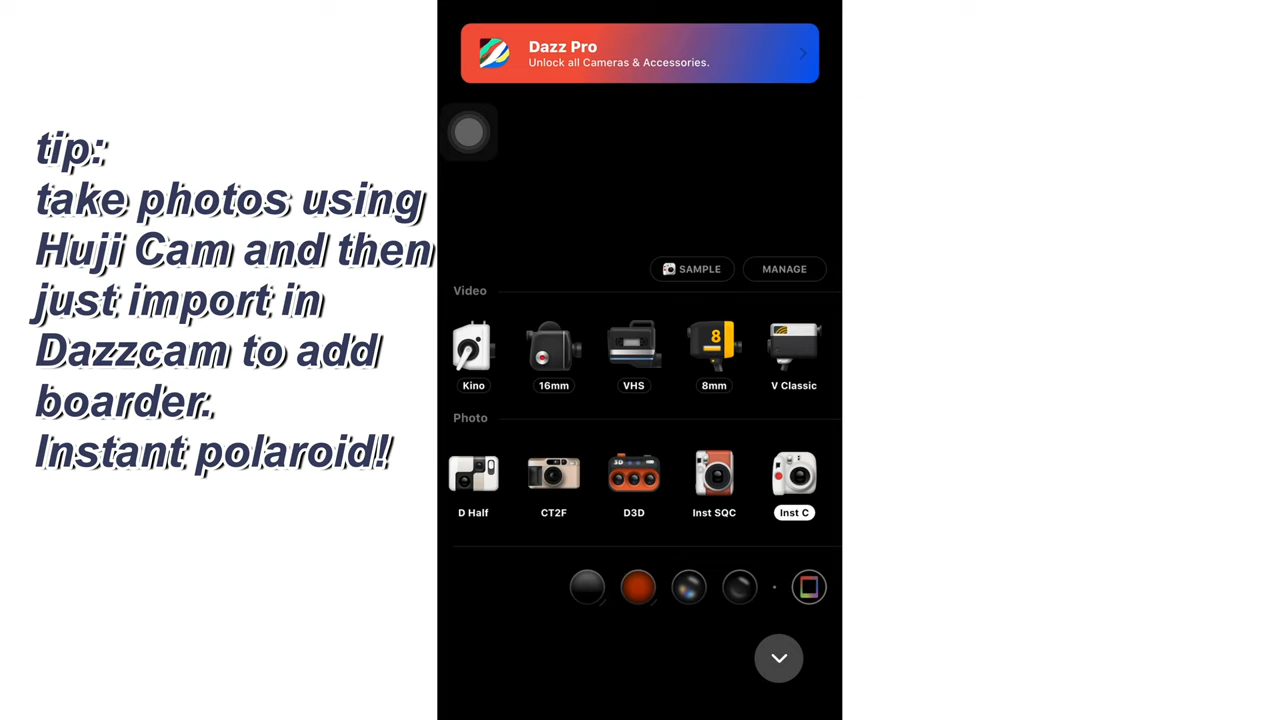 Dazz Pro
Unlock all Cameras & Accessories.
tip:
take photos using
Huji Cam and then
just import in
Dazzcam to add
boarder.
Instant polaroid!
SAMPLE MANAGE
Video
8
Kino 16mm VHS 8mm V Classic
Photo
3D
D Half CT2F D3D Inst SQC Inst C